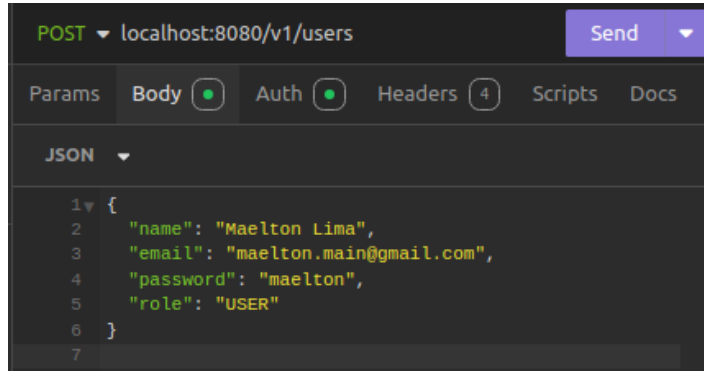 POST localhost:8080/v1/users Send
Params Body Auth Headers 4 Scripts Docs
JSON
1 {
2 "name": "Maelton Lima",
3 "email": "maelton.main@gmail.com",
4 "password": "maelton",
5 "role": "USER"
6 }
7